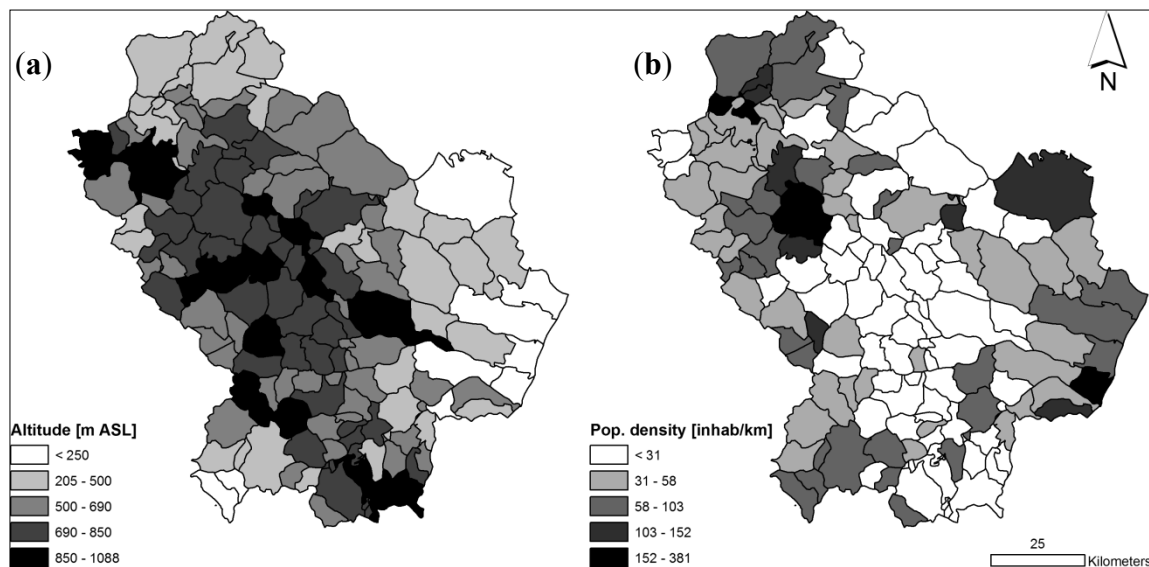 (a)
(b)
N
Altitude [m ASL]
< 250
205 - 500
500 - 690
690 - 850
850 - 1088
Pop. density [inhab/km]
< 31
31 - 58
58 - 103
103 - 152
152 - 381
25
Kilometers